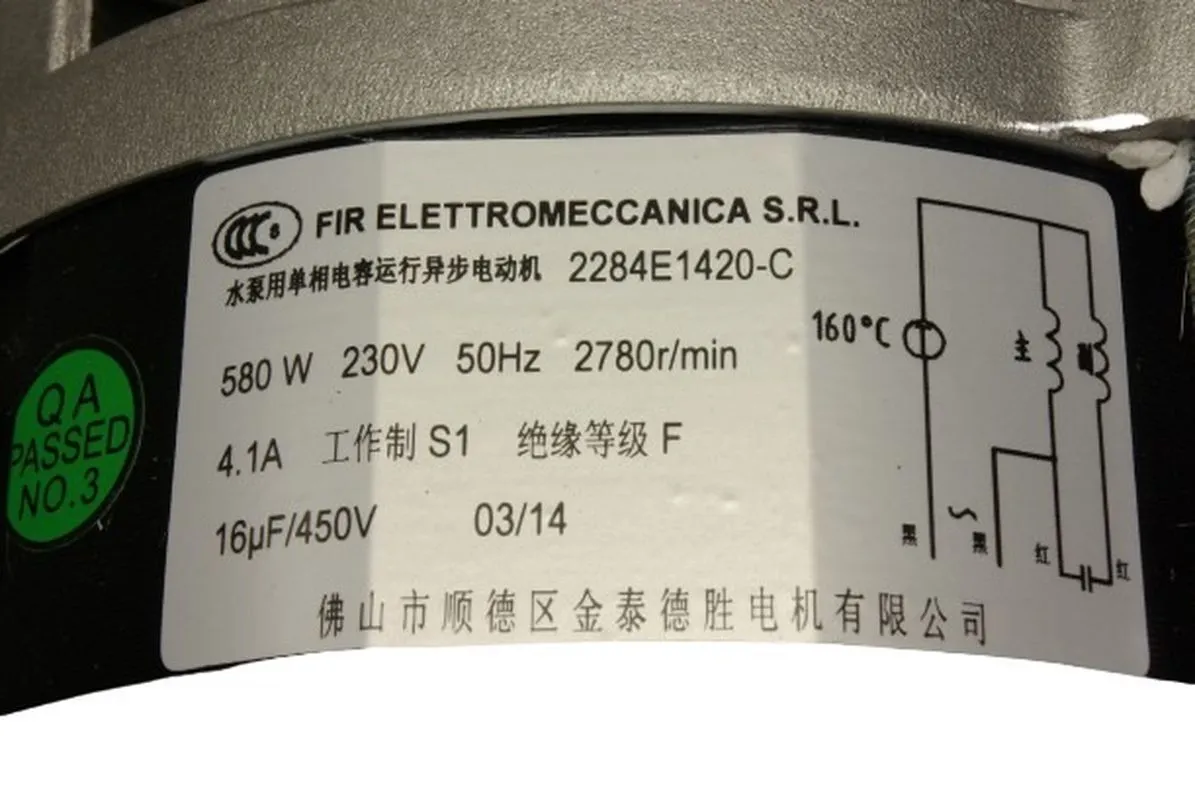 CCC S
FIR ELETTROMECCANICA S.R.L.
水泵用单相电容运行异步电动机 2284E1420-C
580 W 230V 50Hz 2780r/min
4.1A 工作制 S1 绝缘等级 F
16μF/450V 03/14
佛山市顺德区金泰德胜电机有限公司
160°C
主
副
黑
~
黑
红
红
QA
PASSED
NO.3